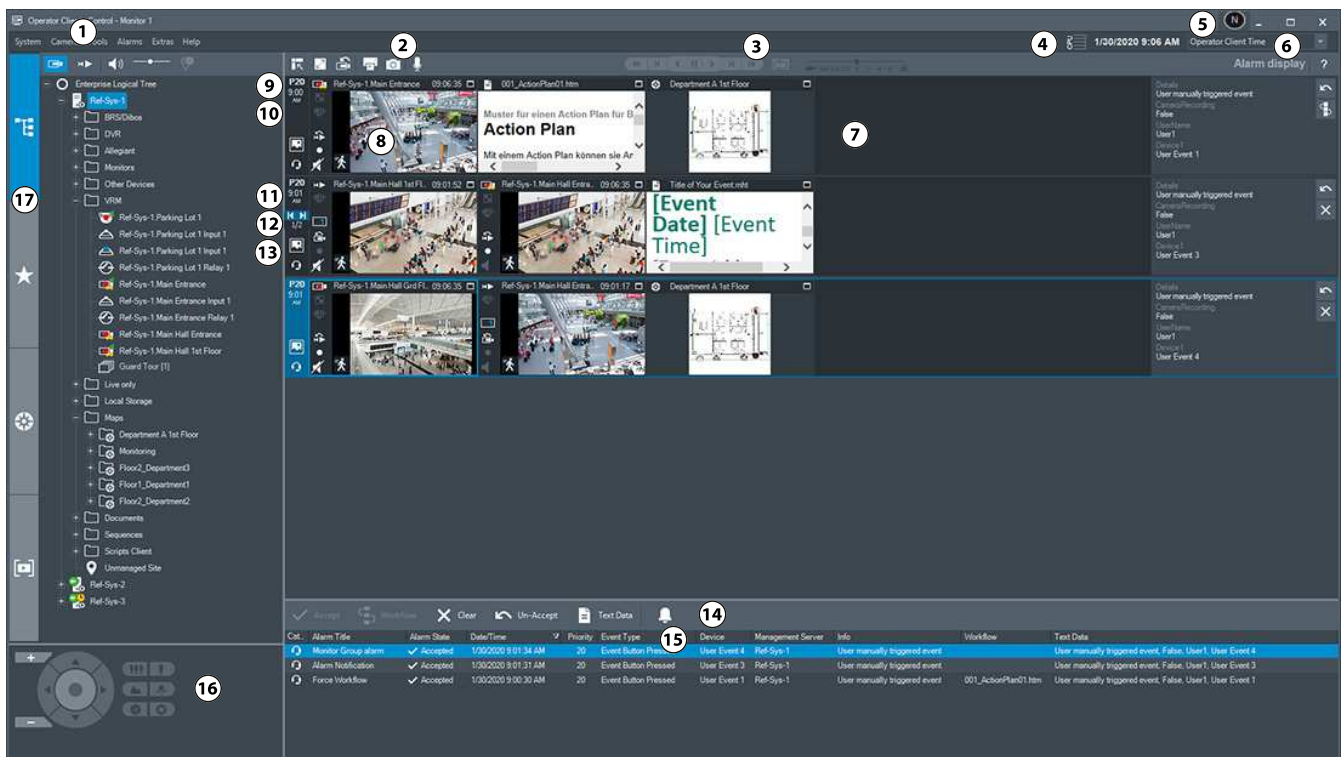 Operator Client - Control - Monitor 1
N
System Camera Tools Alarms Extras Help
1/30/2020 9:06 AM Operator Client Time
Alarm display ?
1
2
3
4
5
6
7
8
9
10
11
12
13
14
15
16
17
Enterprise Logical Tree
Ref-Sys-1
BRS/Dibos
DVR
Allegiant
Monitors
Other Devices
VRM
Ref-Sys-1.Parking Lot 1
Ref-Sys-1.Parking Lot 1 Input 1
Ref-Sys-1.Parking Lot 1 Input 1
Ref-Sys-1.Parking Lot 1 Relay 1
Ref-Sys-1.Main Entrance
Ref-Sys-1.Main Entrance Input 1
Ref-Sys-1.Main Entrance Relay 1
Ref-Sys-1.Main Hall Entrance
Ref-Sys-1.Main Hall 1st Floor
Guard Tour [1]
Live only
Local Storage
Maps
Department A 1st Floor
Monitoring
Floor2_Department3
Floor1_Department1
Floor2_Department2
Documents
Sequences
Scripts Client
Unmanaged Site
Ref-Sys-2
Ref-Sys-3
P20
9:00
AM
Ref-Sys-1.Main Entrance 09:06:35
001_ActionPlan01.htm
Department A 1st Floor
Muster für einen Action Plan für B
Action Plan
Mit einem Action Plan können sie Ar
Details
User manually triggered event
CameraRecording
False
UserName
User1
Device1
User Event 1
P20
9:01
AM
1/2
Ref-Sys-1.Main Hall 1st Fl.. 09:01:52
Ref-Sys-1.Main Hall Entra.. 09:06:35
Title of Your Event.mht
[Event
Date] [Event
Time]
Details
User manually triggered event
CameraRecording
False
UserName
User1
Device1
User Event 3
P20
9:01
AM
Ref-Sys-1.Main Hall Grd Fl.. 09:06:35
Ref-Sys-1.Main Hall Entra.. 09:01:17
Department A 1st Floor
Details
User manually triggered event
CameraRecording
False
UserName
User1
Device1
User Event 4
Accept Workflow Clear Un-Accept Text Data
Cat.. Alarm Title Alarm State Date/Time Priority Event Type Device Management Server Info Workflow Text Data
Monitor Group alarm Accepted 1/30/2020 9:01:34 AM 20 Event Button Pressed User Event 4 Ref-Sys-1 User manually triggered event User manually triggered event, False, User1, User Event 4
Alarm Notification Accepted 1/30/2020 9:01:31 AM 20 Event Button Pressed User Event 3 Ref-Sys-1 User manually triggered event User manually triggered event, False, User1, User Event 3
Force Workflow Accepted 1/30/2020 9:00:30 AM 20 Event Button Pressed User Event 1 Ref-Sys-1 User manually triggered event 001_ActionPlan01.htm User manually triggered event, False, User1, User Event 1